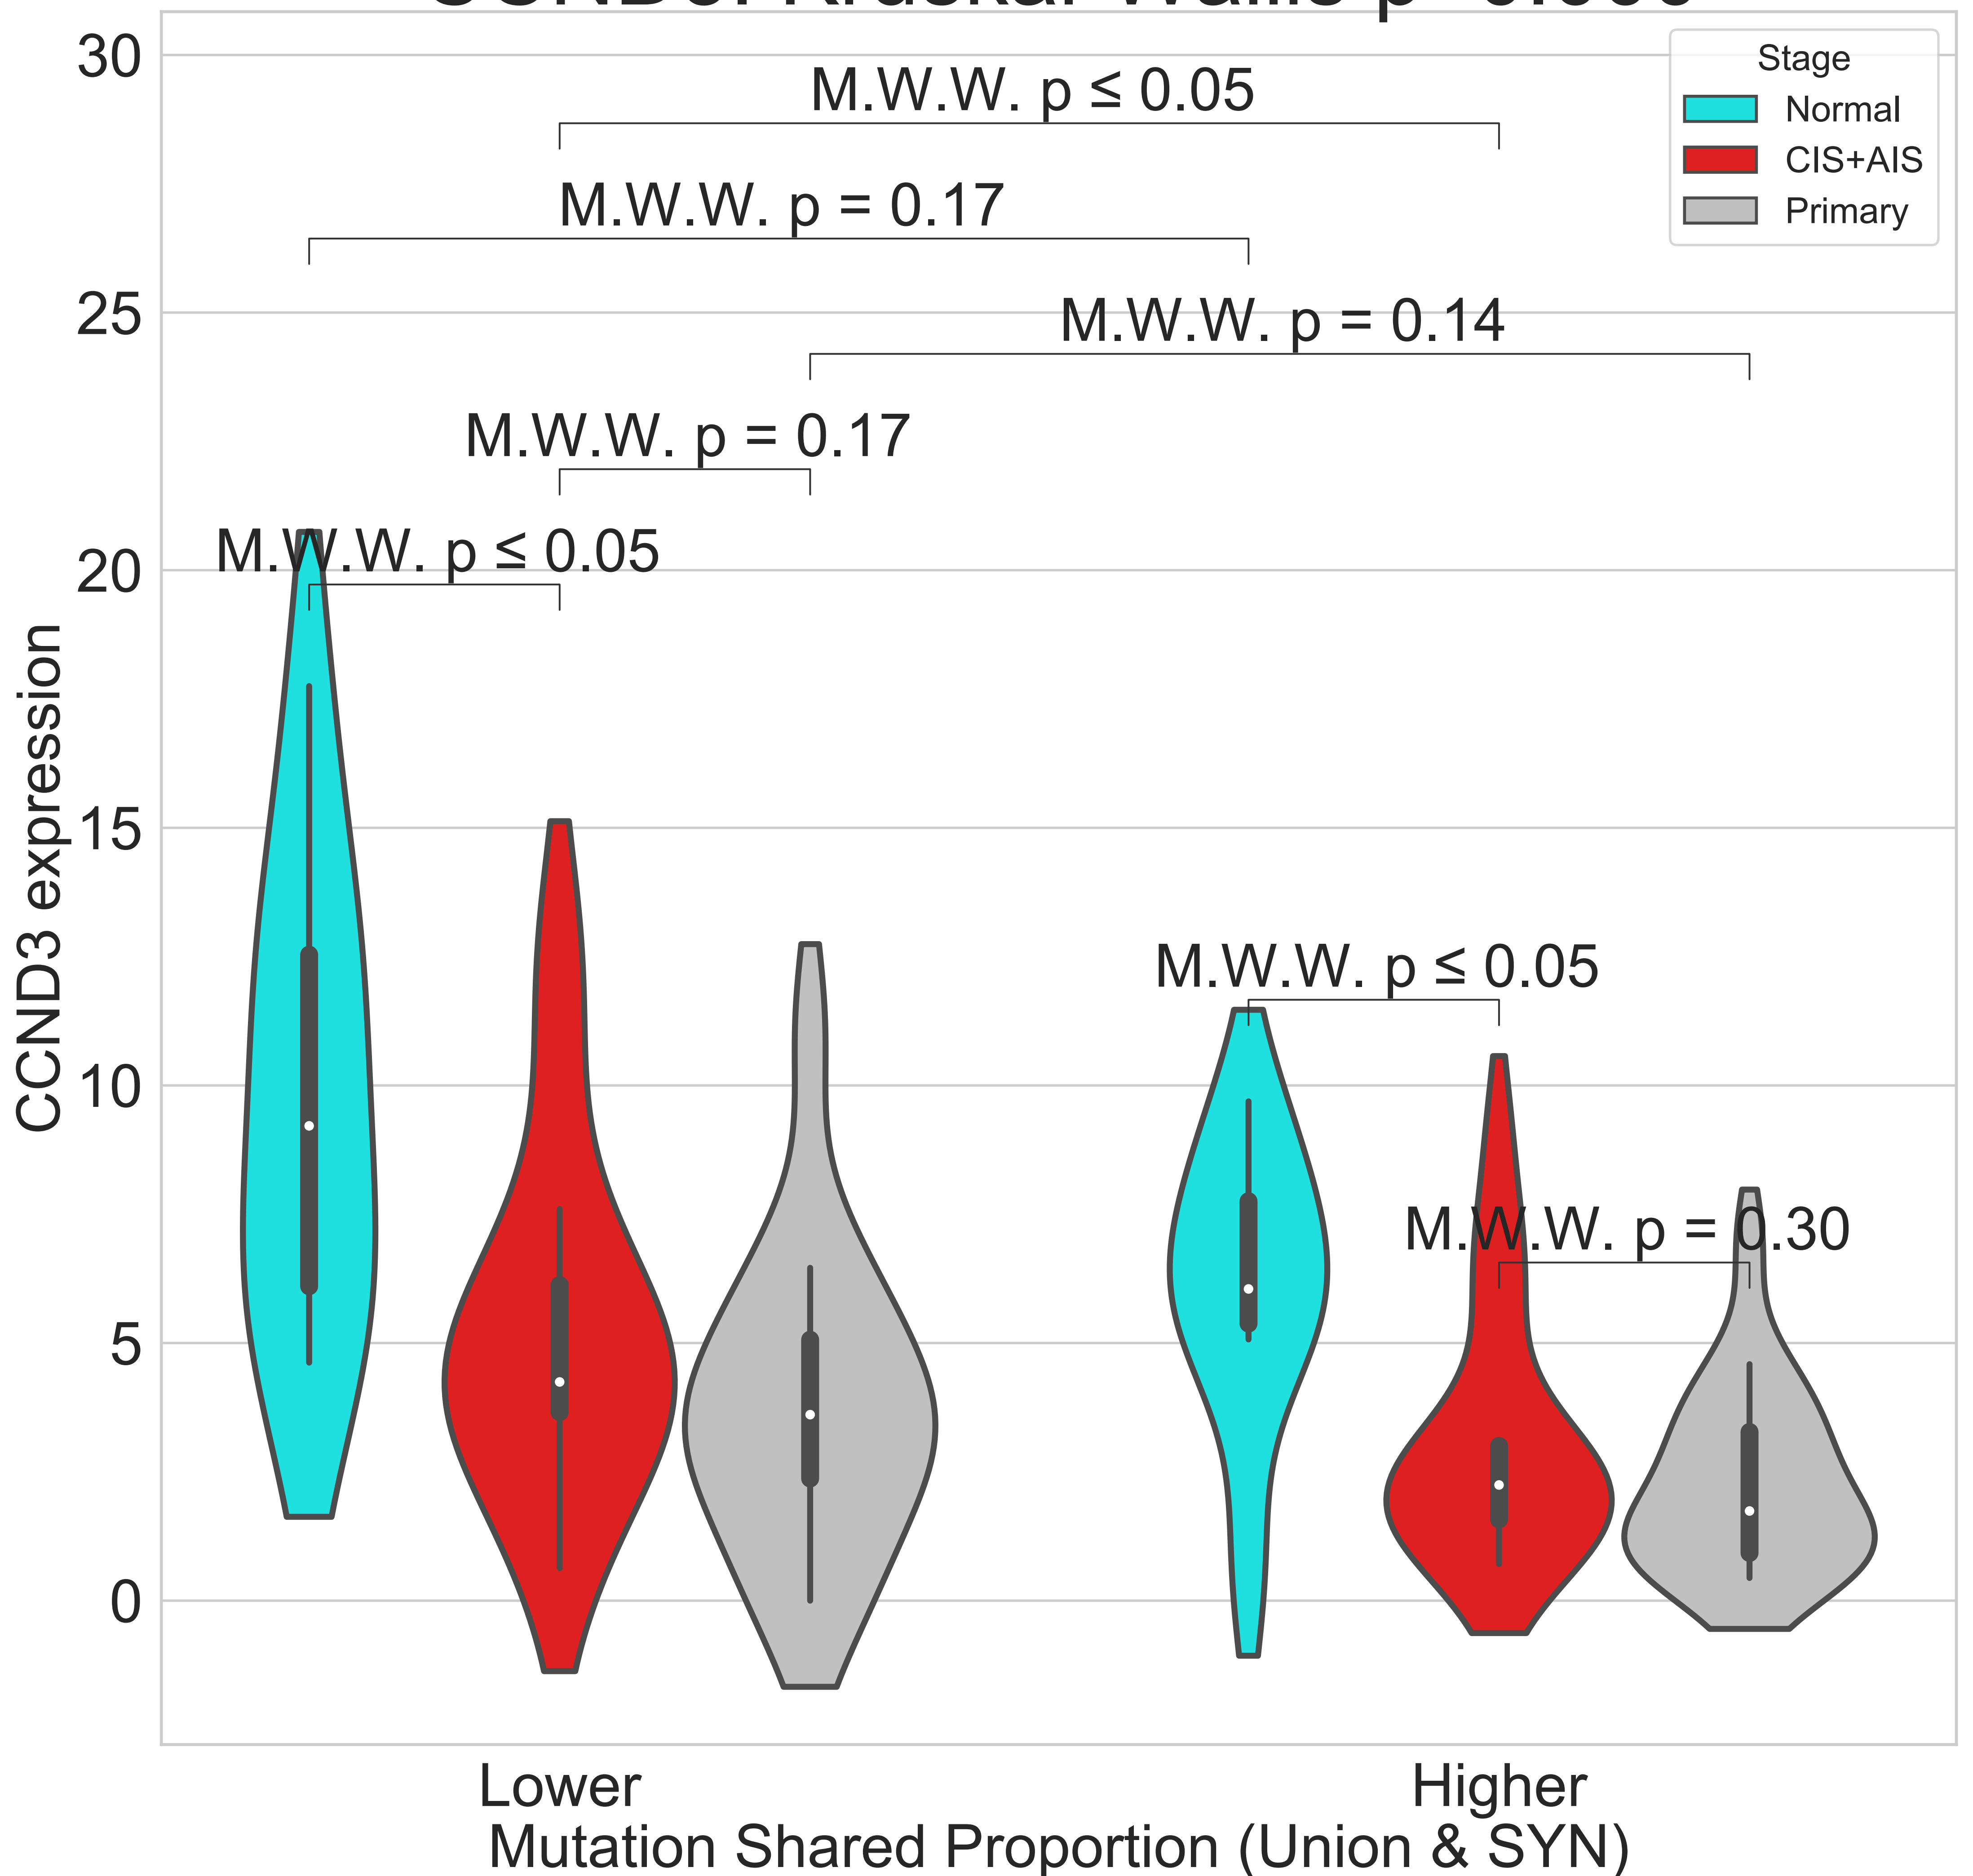 30
25
20
15
10
5
0
CCND3 expression
M.W.W. p ≤ 0.05
M.W.W. p = 0.17
M.W.W. p = 0.14
M.W.W. p = 0.17
M.W.W. p ≤ 0.05
M.W.W. p ≤ 0.05
M.W.W. p = 0.30
Stage
Normal
CIS+AIS
Primary
Lower
Higher
Mutation Shared Proportion (Union & SYN)